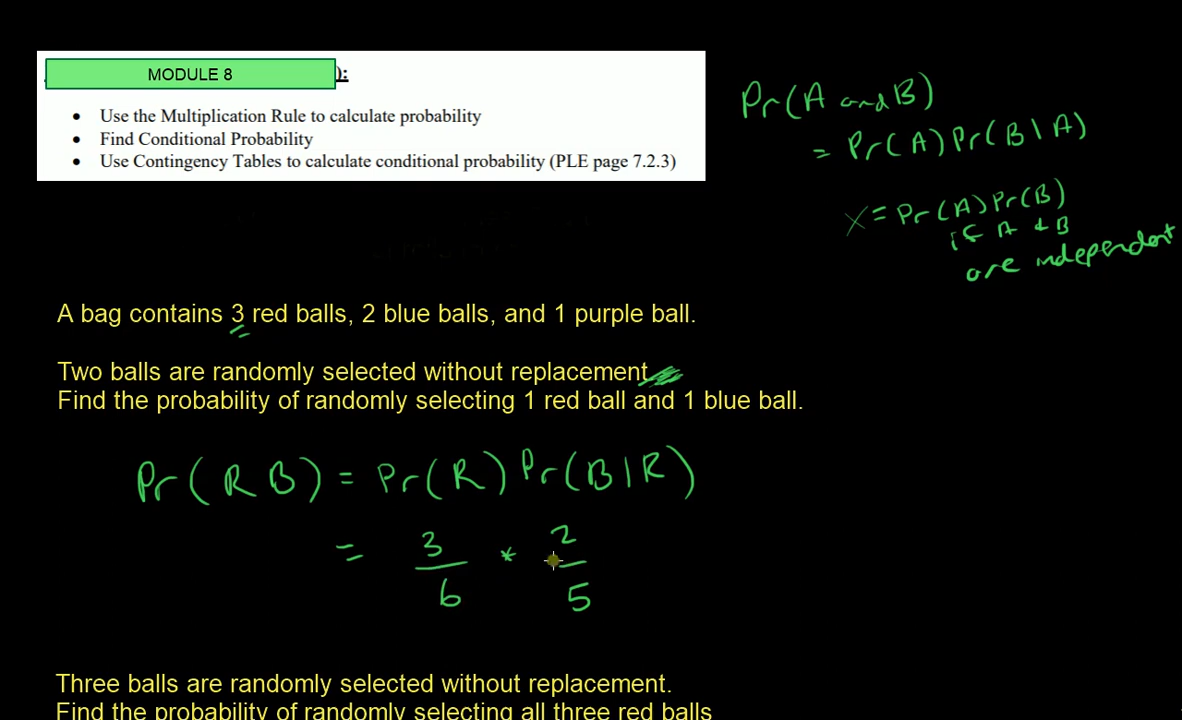 MODULE 8
):
• Use the Multiplication Rule to calculate probability
• Find Conditional Probability
• Use Contingency Tables to calculate conditional probability (PLE page 7.2.3)
Pr(A and B)
= Pr(A) Pr(B|A)
X = Pr(A) Pr(B)
if A & B
are independent
A bag contains 3 red balls, 2 blue balls, and 1 purple ball.
Two balls are randomly selected without replacement
Find the probability of randomly selecting 1 red ball and 1 blue ball.
Pr(RB) = Pr(R) Pr(B|R)
= 3/6 * 2/5
Three balls are randomly selected without replacement.
Find the probability of randomly selecting all three red balls